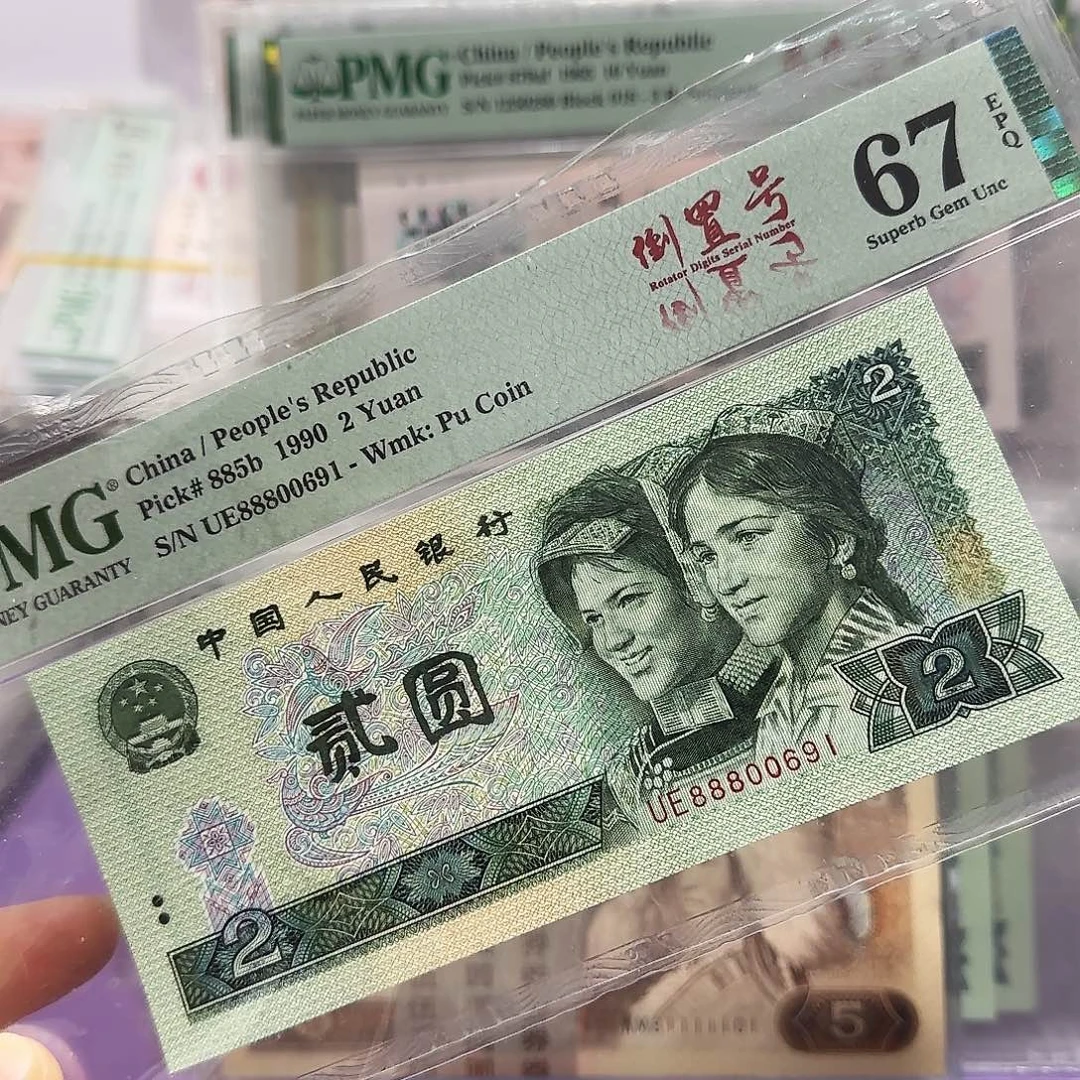 PMG China / People's Republic
倒置号
Rotator Digits Serial Number
67
EPQ
Superb Gem Unc
MG® China / People's Republic
Pick# 885b 1990 2 Yuan
NEY GUARANTY S/N UE88800691 - Wmk: Pu Coin
中国人民银行
2
贰圆
2
UE88800691
2
5